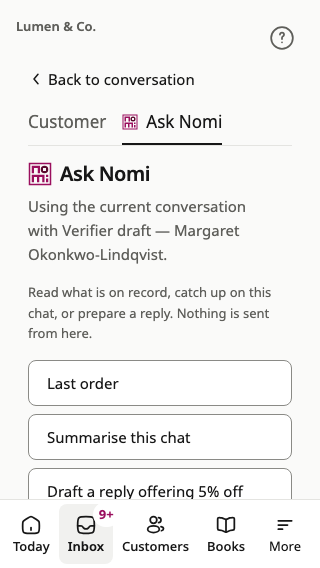 Lumen & Co.
Back to conversation
Customer
Ask Nomi
Ask Nomi
Using the current conversation
with Verifier draft — Margaret
Okonkwo-Lindqvist.
Read what is on record, catch up on this
chat, or prepare a reply. Nothing is sent
from here.
Last order
Summarise this chat
Draft a reply offering 5% off
9+
Today
Inbox
Customers
Books
More